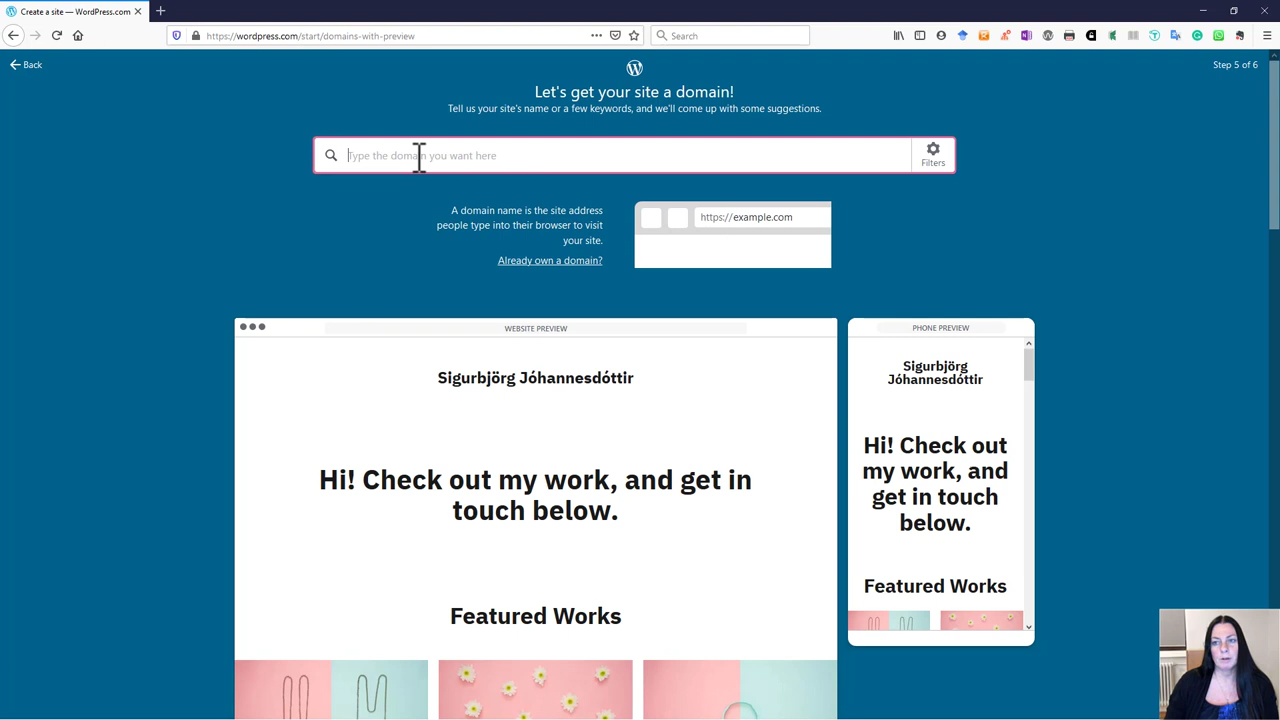 Create a site — WordPress.com
https://wordpress.com/start/domains-with-preview
Search
Back
Step 5 of 6
Let's get your site a domain!
Tell us your site's name or a few keywords, and we'll come up with some suggestions.
Type the domain you want here
Filters
A domain name is the site address
people type into their browser to visit
your site.
Already own a domain?
https://example.com
WEBSITE PREVIEW
Sigurbjörg Jóhannesdóttir
Hi! Check out my work, and get in
touch below.
Featured Works
PHONE PREVIEW
Sigurbjörg
Jóhannesdóttir
Hi! Check out
my work, and
get in touch
below.
Featured Works